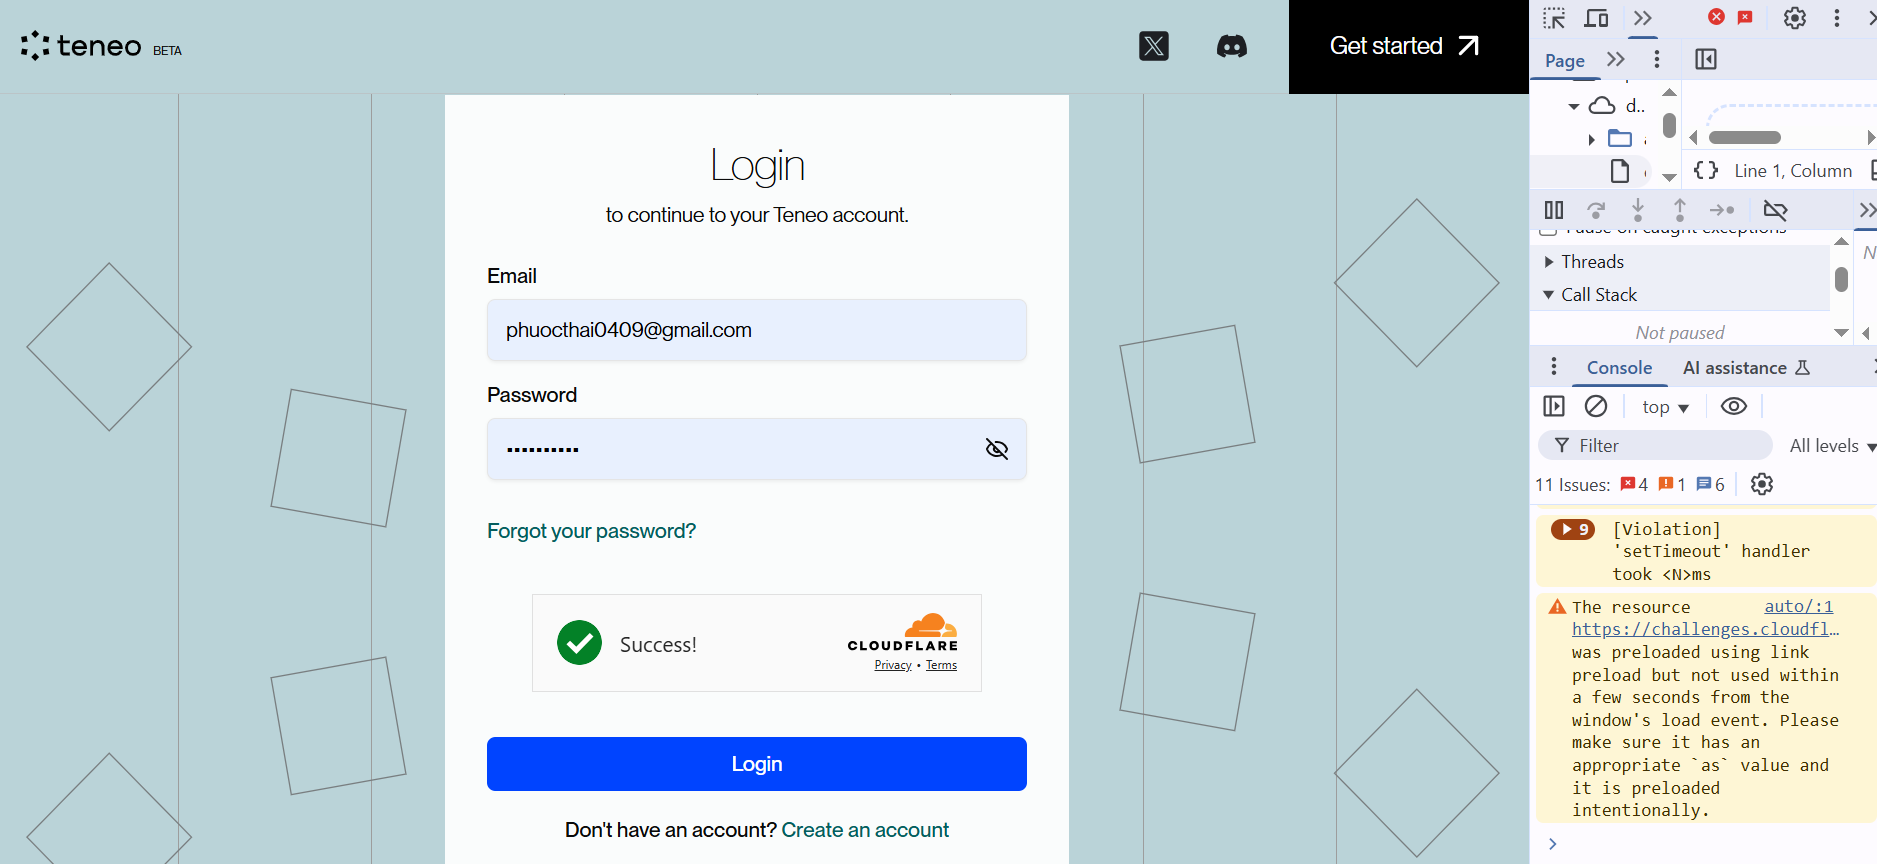 teneo BETA
Get started
Login
to continue to your Teneo account.
Email
phuocthai0409@gmail.com
Password
Forgot your password?
Success!
CLOUDFLARE
Privacy • Terms
Login
Don't have an account? Create an account
Page
d..
{ } Line 1, Column
Pause on caught exceptions
Threads
Call Stack
Not paused
Console AI assistance
top
Filter All levels
11 Issues: 4 1 6
9 [Violation]
'setTimeout' handler
took <N>ms
The resource auto/:1
https://challenges.cloudfl…
was preloaded using link
preload but not used within
a few seconds from the
window's load event. Please
make sure it has an
appropriate `as` value and
it is preloaded
intentionally.